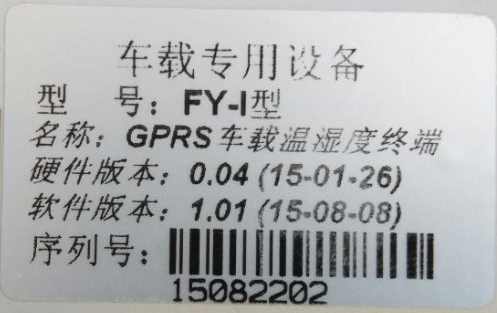 车载专用设备
型 号：FY-I型
名称：GPRS车载温湿度终端
硬件版本：0.04 (15-01-26)
软件版本：1.01 (15-08-08)
序列号：
15082202